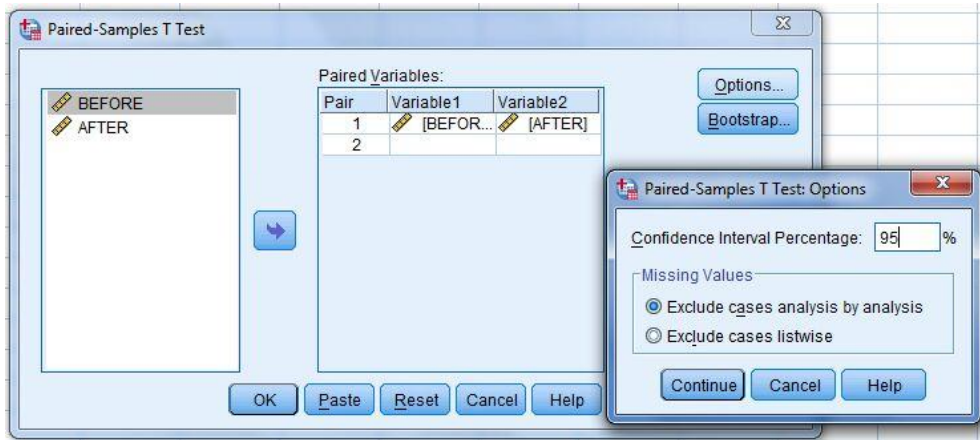 Paired-Samples T Test
BEFORE
AFTER
Paired Variables:
Pair Variable1 Variable2
1 [BEFOR... [AFTER]
2
Options...
Bootstrap...
OK Paste Reset Cancel Help
Paired-Samples T Test: Options
Confidence Interval Percentage: 95 %
Missing Values
Exclude cases analysis by analysis
Exclude cases listwise
Continue Cancel Help